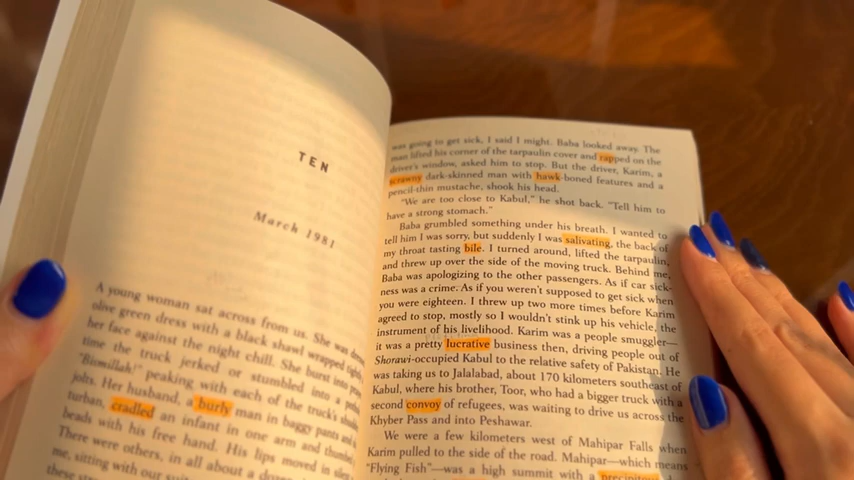 TEN
March 1981
A young woman sat across from us. She was
olive green dress with a black shawl wrapped
her face against the night chill. She burst into
time the truck jerked or stumbled into a
"Bismillah!" peaking with each of the truck's
jolts. Her husband, a burly man in baggy pants and
turban, cradled an infant in one arm and thumbed
beads with his free hand. His lips moved in
There were others, in all about a
me, sitting with our
these
was going to get sick, I said I might. Baba looked away. The
man lifted his corner of the tarpaulin cover and rapped on the
driver's window, asked him to stop. But the driver, Karim, a
scrawny dark-skinned man with hawk-boned features and a
pencil-thin mustache, shook his head.
"We are too close to Kabul," he shot back. "Tell him to
have a strong stomach."
Baba grumbled something under his breath. I wanted to
tell him I was sorry, but suddenly I was salivating, the back of
my throat tasting bile. I turned around, lifted the tarpaulin,
and threw up over the side of the moving truck. Behind me,
Baba was apologizing to the other passengers. As if car sick-
ness was a crime. As if you weren't supposed to get sick when
you were eighteen. I threw up two more times before Karim
agreed to stop, mostly so I wouldn't stink up his vehicle, the
instrument of his livelihood. Karim was a people smuggler—
it was a pretty lucrative business then, driving people out of
Shorawi-occupied Kabul to the relative safety of Pakistan. He
was taking us to Jalalabad, about 170 kilometers southeast of
Kabul, where his brother, Toor, who had a bigger truck with a
second convoy of refugees, was waiting to drive us across the
Khyber Pass and into Peshawar.
We were a few kilometers west of Mahipar Falls when
Karim pulled to the side of the road. Mahipar—which means
"Flying Fish"—was a high summit with a precipitous